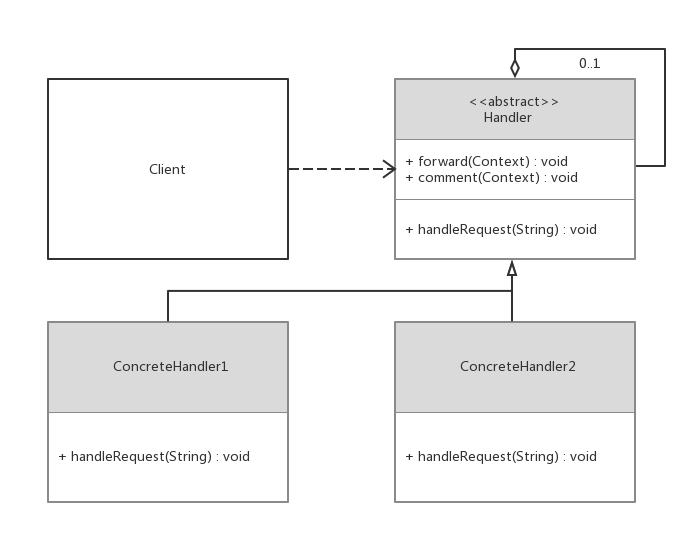 0..1
<<abstract>>
Handler
Client
+ forward(Context) : void
+ comment(Context) : void
+ handleRequest(String) : void
ConcreteHandler1
ConcreteHandler2
+ handleRequest(String) : void
+ handleRequest(String) : void